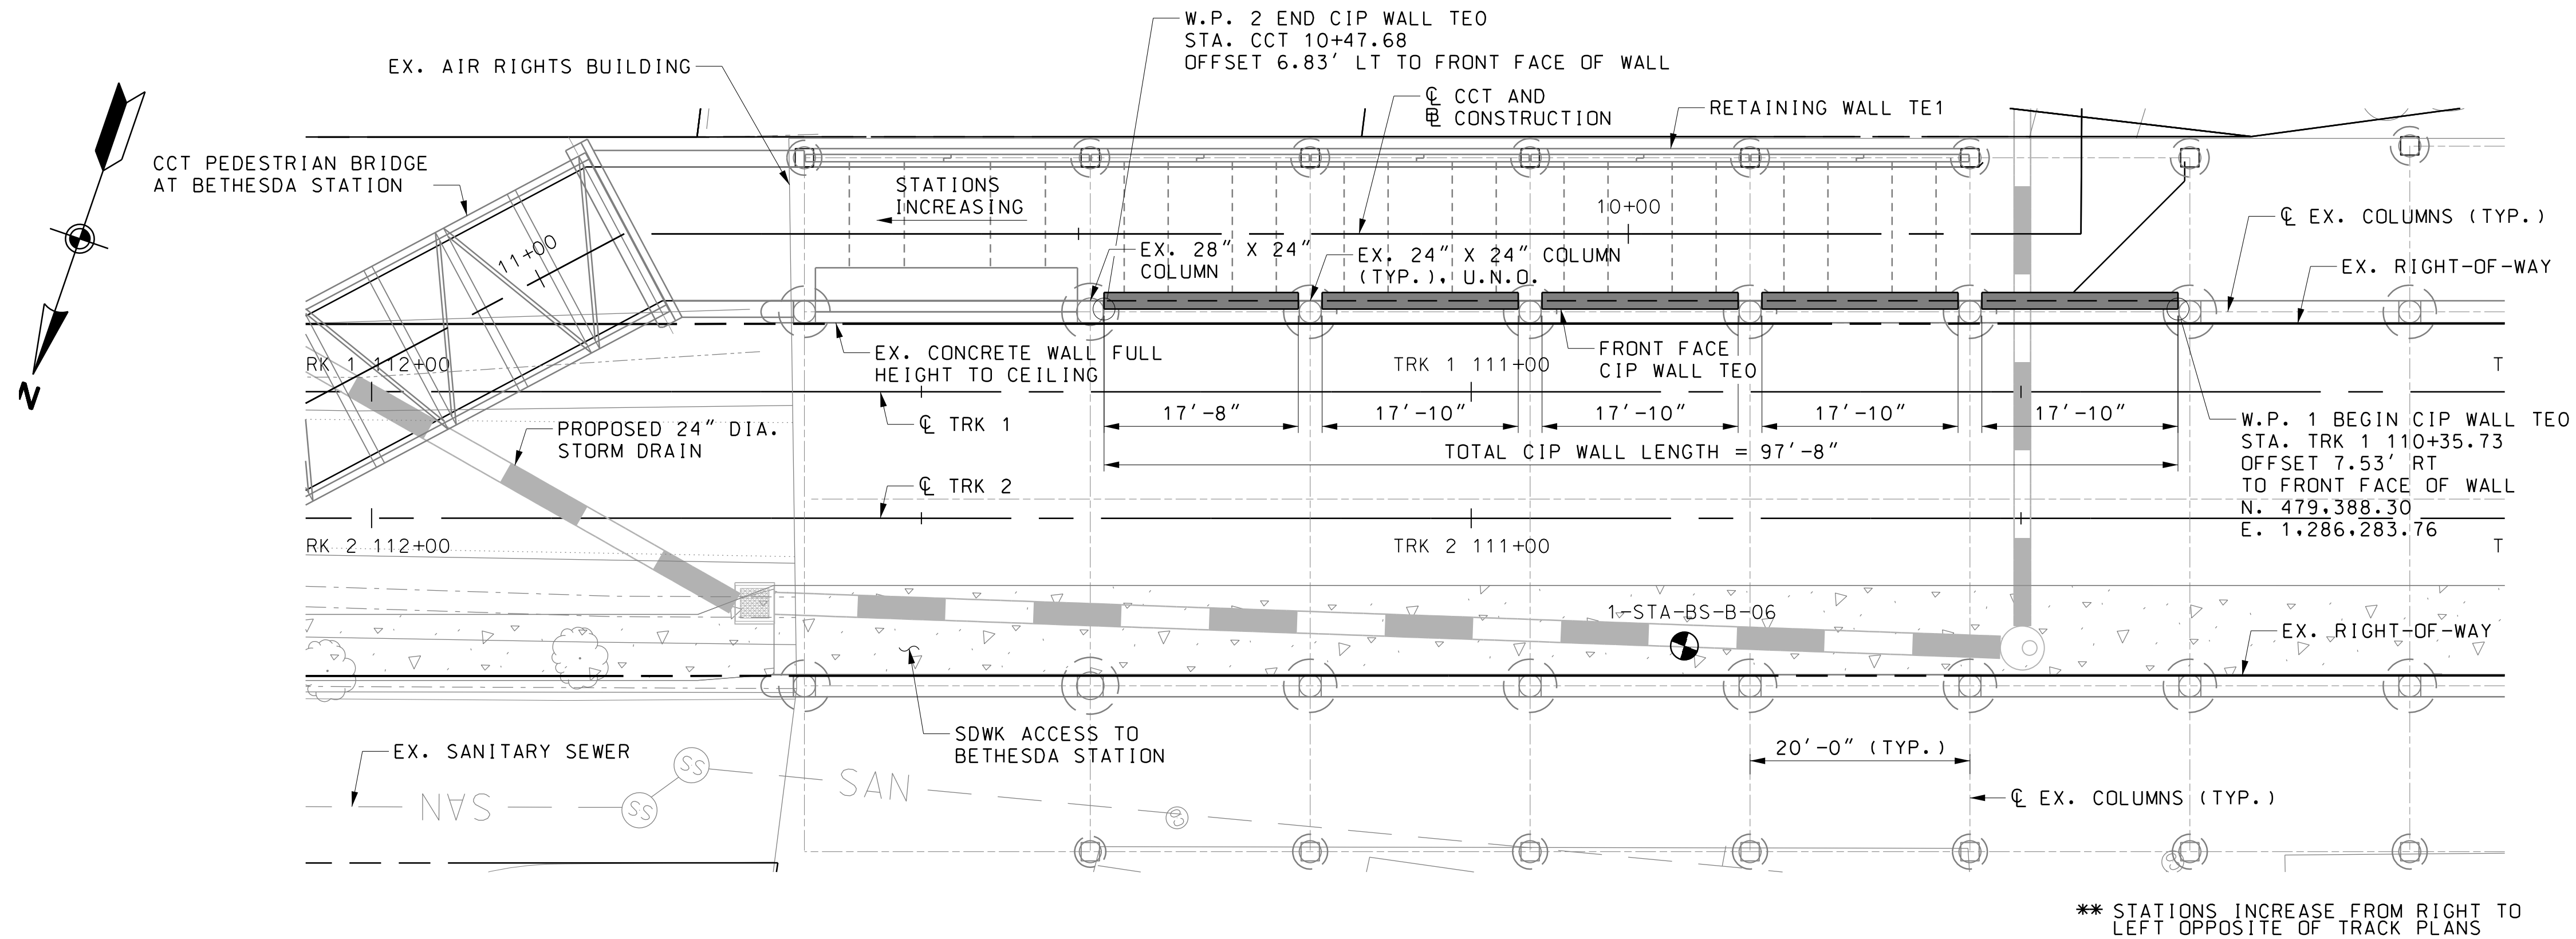 W.P. 2 END CIP WALL TE0
STA. CCT 10+47.68
OFFSET 6.83' LT TO FRONT FACE OF WALL
EX. AIR RIGHTS BUILDING
℄ CCT AND
BL CONSTRUCTION
RETAINING WALL TE1
CCT PEDESTRIAN BRIDGE
AT BETHESDA STATION
STATIONS
INCREASING
10+00
11+00
EX. 28" X 24"
COLUMN
EX. 24" X 24" COLUMN
(TYP.), U.N.O.
℄ EX. COLUMNS (TYP.)
EX. RIGHT-OF-WAY
N
RK 1 112+00
EX. CONCRETE WALL FULL
HEIGHT TO CEILING
TRK 1 111+00
FRONT FACE
CIP WALL TE0
T
17'-8"
17'-10"
17'-10"
17'-10"
17'-10"
℄ TRK 1
TOTAL CIP WALL LENGTH = 97'-8"
PROPOSED 24" DIA.
STORM DRAIN
W.P. 1 BEGIN CIP WALL TE0
STA. TRK 1 110+35.73
OFFSET 7.53' RT
TO FRONT FACE OF WALL
N. 479,388.30
E. 1,286,283.76
℄ TRK 2
RK 2 112+00
TRK 2 111+00
T
1-STA-BS-B-06
EX. RIGHT-OF-WAY
SDWK ACCESS TO
BETHESDA STATION
EX. SANITARY SEWER
20'-0" (TYP.)
SAN
SS
SS
SAN
℄ EX. COLUMNS (TYP.)
** STATIONS INCREASE FROM RIGHT TO
LEFT OPPOSITE OF TRACK PLANS